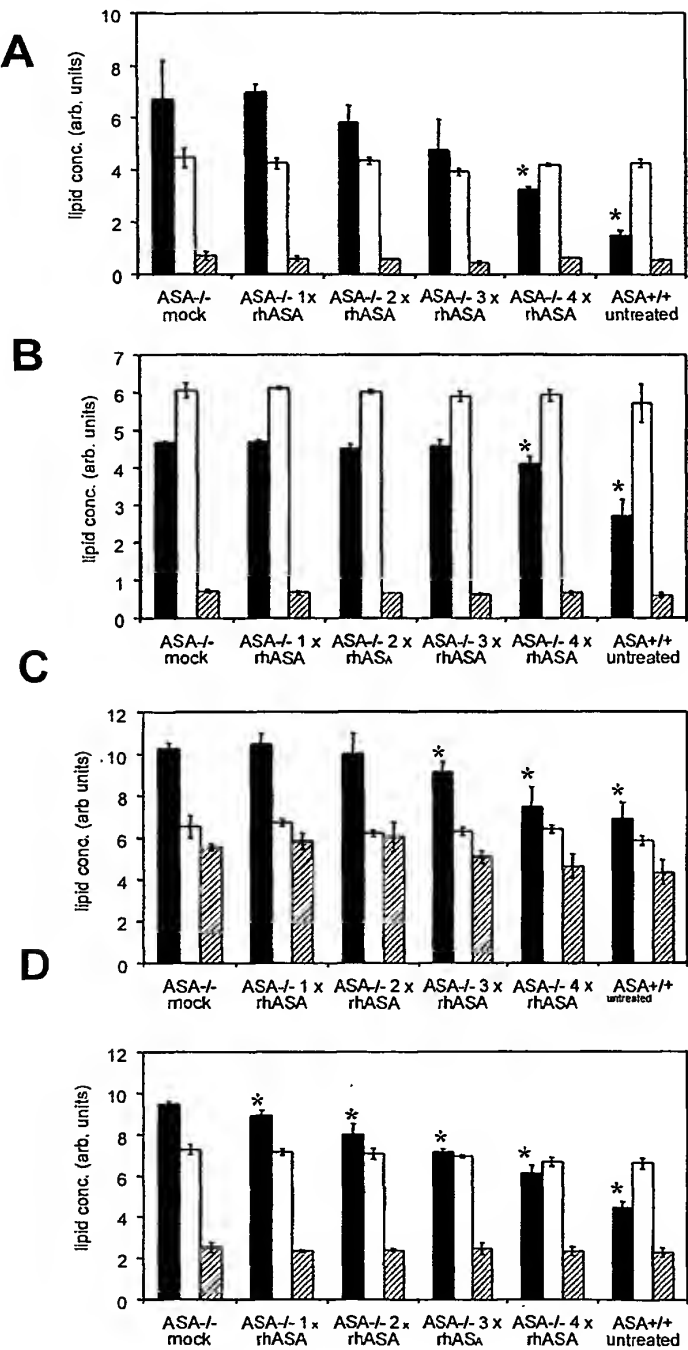 A
lipid conc. (arb. units)
10
8
6
4
2
0
*
*
ASA-/- mock
ASA-/- 1 x rhASA
ASA-/- 2 x rhASA
ASA-/- 3 x rhASA
ASA-/- 4 x rhASA
ASA+/+ untreated
B
lipid conc. (arb. units)
7
6
5
4
3
2
1
0
*
*
ASA-/- mock
ASA-/- 1 x rhASA
ASA-/- 2 x rhASA
ASA-/- 3 x rhASA
ASA-/- 4 x rhASA
ASA+/+ untreated
C
lipid conc. (arb units)
12
10
8
6
4
2
0
*
*
*
ASA-/- mock
ASA-/- 1 x rhASA
ASA-/- 2 x rhASA
ASA-/- 3 x rhASA
ASA-/- 4 x rhASA
ASA+/+ untreated
D
lipid conc. (arb. units)
12
10
8
6
4
2
0
*
*
*
*
*
ASA-/- mock
ASA-/- 1 x rhASA
ASA-/- 2 x rhASA
ASA-/- 3 x rhASA
ASA-/- 4 x rhASA
ASA+/+ untreated